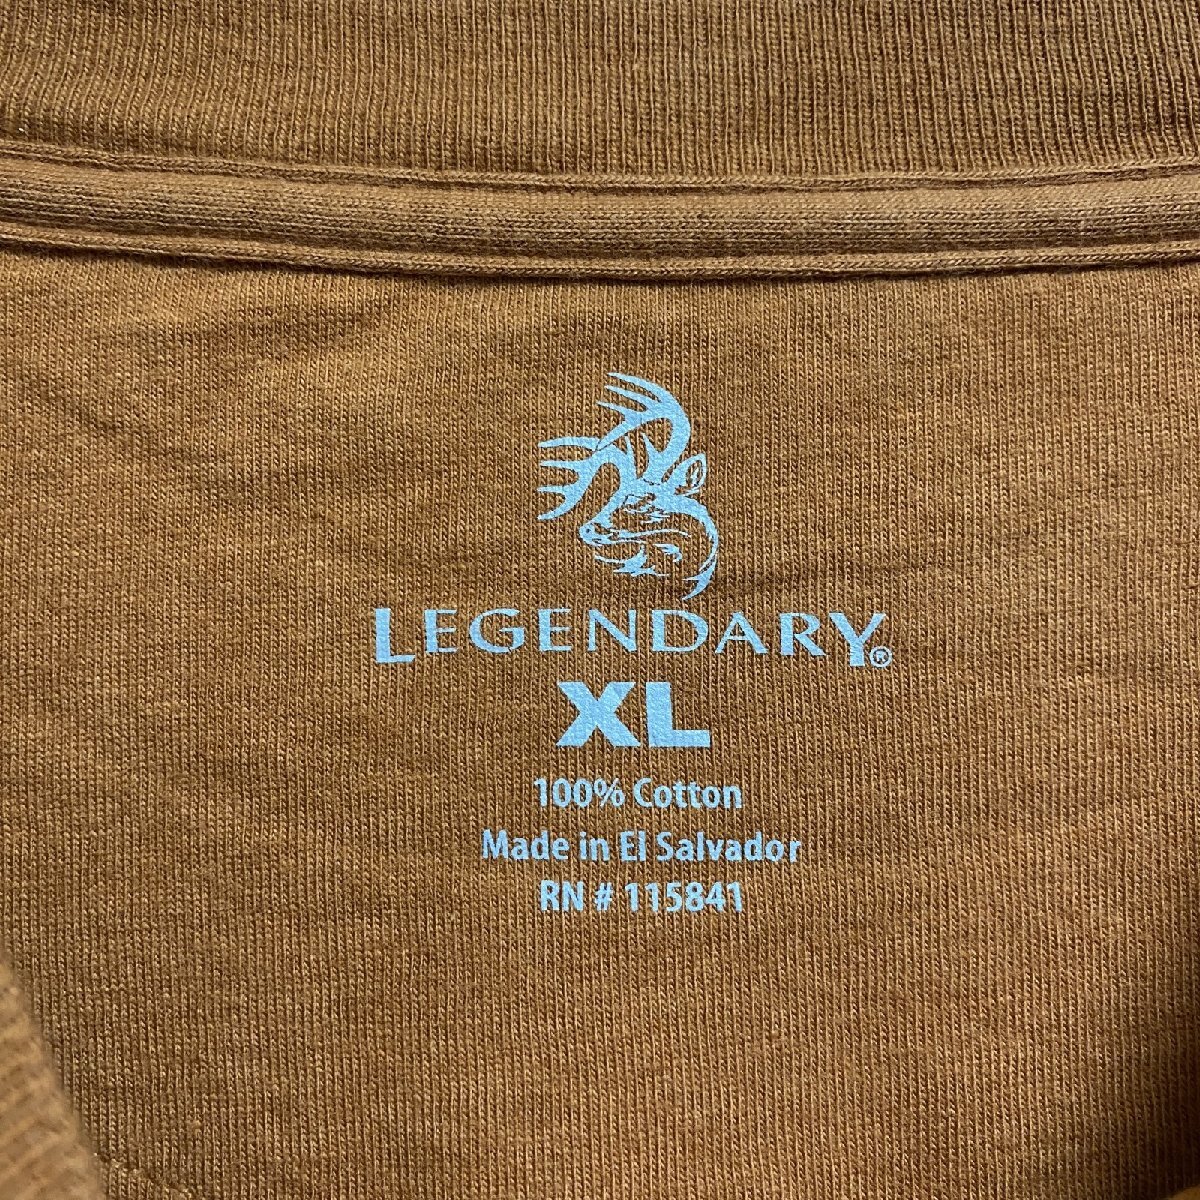 LEGENDARY®
XL
100% Cotton
Made in El Salvador
RN # 115841